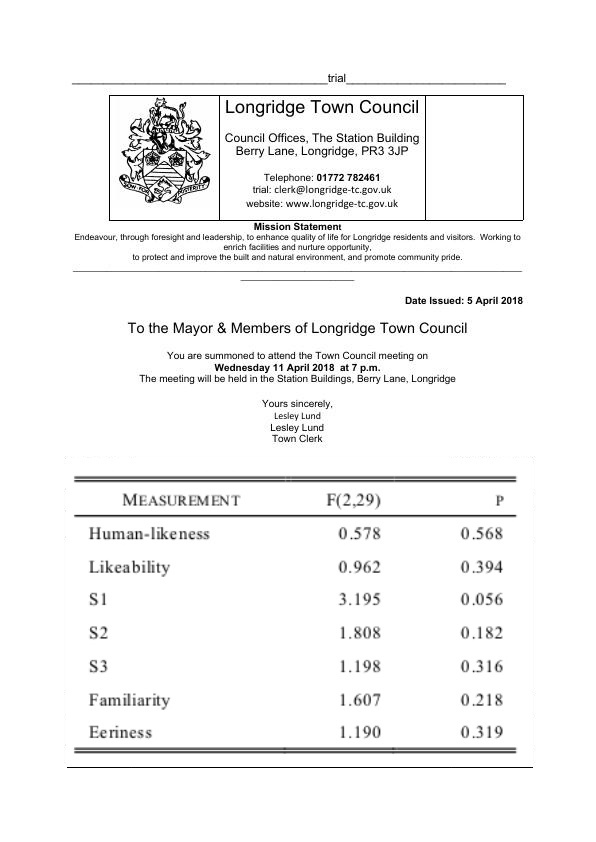 trial
Longridge Town Council
Council Offices, The Station Building
Berry Lane, Longridge, PR3 3JP
Telephone: 01772 782461
trial: clerk@longridge-tc.gov.uk
website: www.longridge-tc.gov.uk
Mission Statement
Endeavour, through foresight and leadership, to enhance quality of life for Longridge residents and visitors. Working to
enrich facilities and nurture opportunity,
to protect and improve the built and natural environment, and promote community pride.
Date Issued: 5 April 2018
To the Mayor & Members of Longridge Town Council
You are summoned to attend the Town Council meeting on
Wednesday 11 April 2018 at 7 p.m.
The meeting will be held in the Station Buildings, Berry Lane, Longridge
Yours sincerely,
Lesley Lund
Lesley Lund
Town Clerk
MEASUREMENT F(2,29) P
Human-likeness 0.578 0.568
Likeability 0.962 0.394
S1 3.195 0.056
S2 1.808 0.182
S3 1.198 0.316
Familiarity 1.607 0.218
Eeriness 1.190 0.319